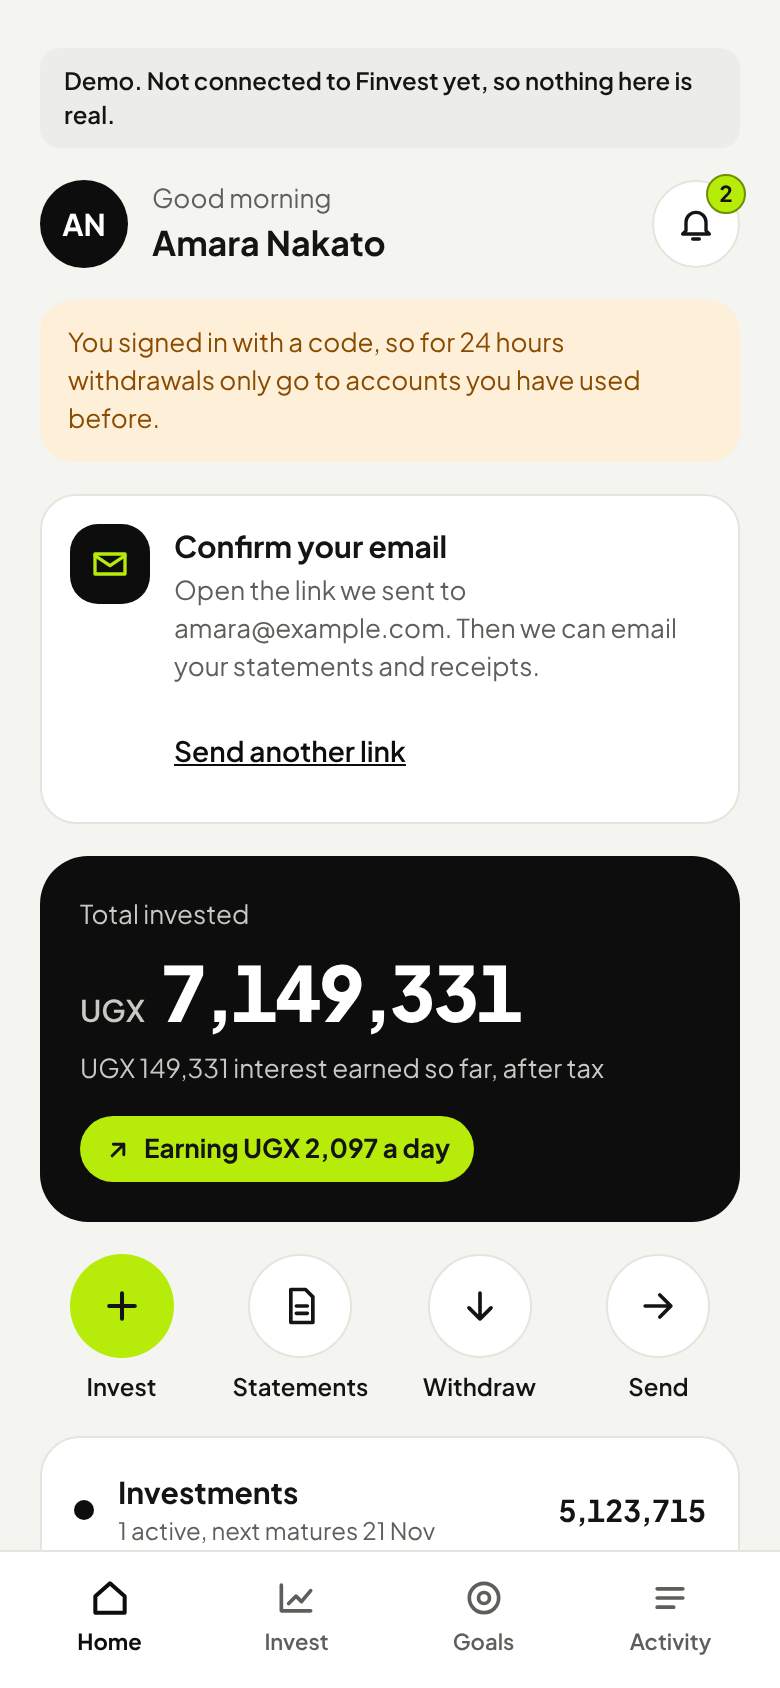 Demo. Not connected to Finvest yet, so nothing here is
real.
AN
Good morning
Amara Nakato
2
You signed in with a code, so for 24 hours
withdrawals only go to accounts you have used
before.
Confirm your email
Open the link we sent to
amara@example.com. Then we can email
your statements and receipts.
Send another link
Total invested
UGX 7,149,331
UGX 149,331 interest earned so far, after tax
Earning UGX 2,097 a day
Invest
Statements
Withdraw
Send
Investments
5,123,715
1 active, next matures 21 Nov
Home
Invest
Goals
Activity